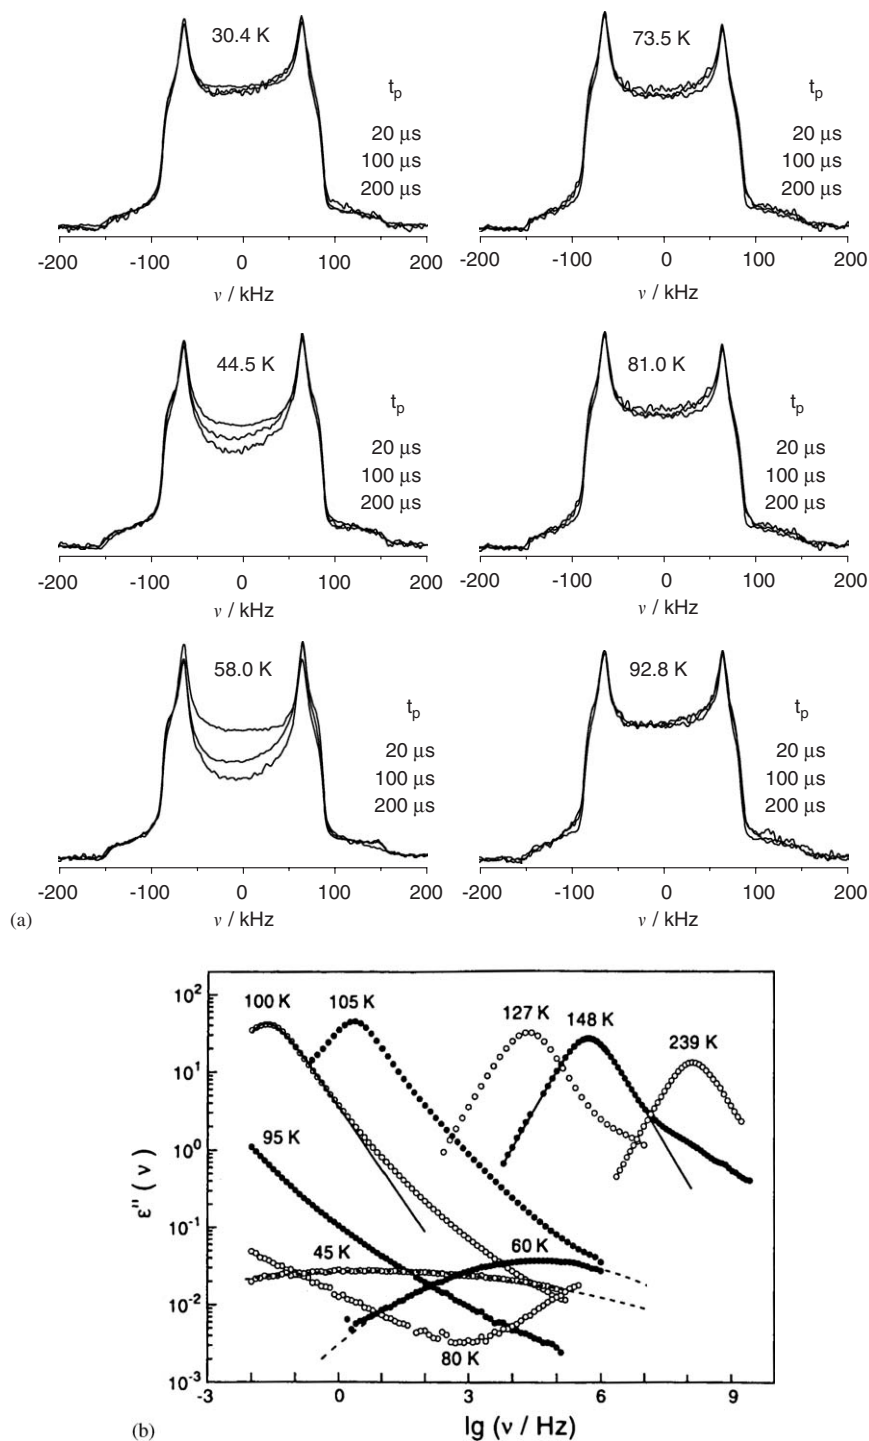 30.4 K
t_p
20 µs
100 µs
200 µs
-200 -100 0 100 200
ν / kHz
73.5 K
t_p
20 µs
100 µs
200 µs
-200 -100 0 100 200
ν / kHz
44.5 K
t_p
20 µs
100 µs
200 µs
-200 -100 0 100 200
ν / kHz
81.0 K
t_p
20 µs
100 µs
200 µs
-200 -100 0 100 200
ν / kHz
58.0 K
t_p
20 µs
100 µs
200 µs
-200 -100 0 100 200
ν / kHz
92.8 K
t_p
20 µs
100 µs
200 µs
-200 -100 0 100 200
ν / kHz
(a)
ε'' (ν)
10²
10¹
10⁰
10⁻¹
10⁻²
10⁻³
100 K
105 K
127 K
148 K
239 K
95 K
45 K
60 K
80 K
-3 0 3 6 9
lg (ν / Hz)
(b)